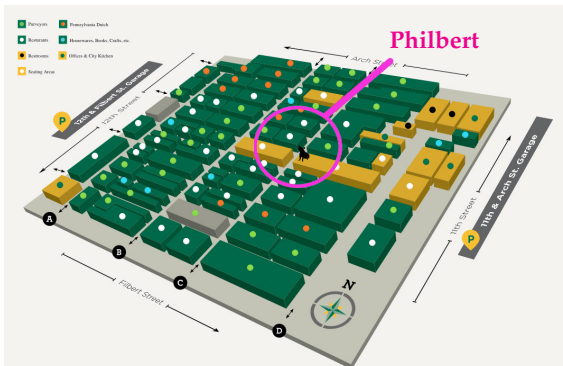 Philbert
Purveyors
Pennsylvania Dutch
Resturants
Housewares, Books, Crafts, etc.
Restrooms
Offices & City Kitchen
Seating Areas
Arch Street
12th & Filbert St. Garage
P
12th Street
11th Street
11th & Arch St. Garage
P
A
B
C
D
Filbert Street
N